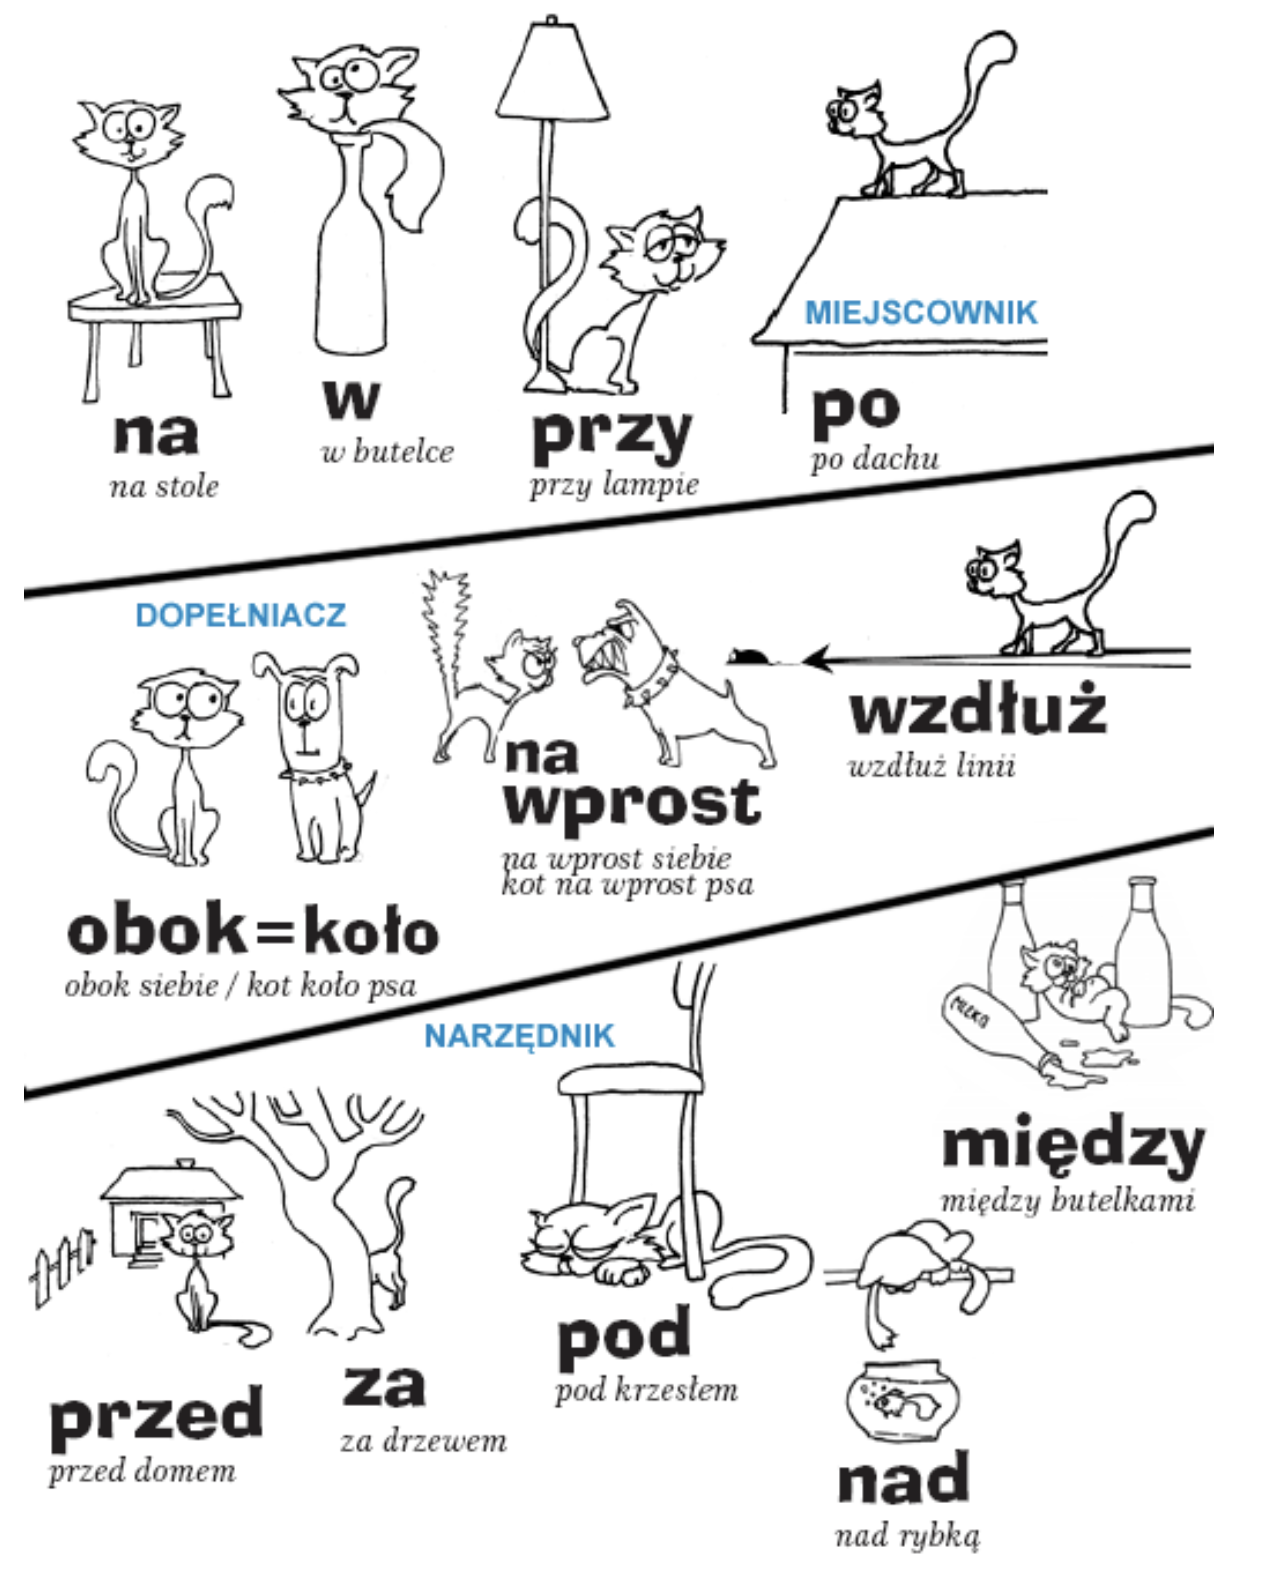 MIEJSCOWNIK
na
na stole
w
w butelce
przy
przy lampie
po
po dachu
DOPEŁNIACZ
obok=koło
obok siebie / kot koło psa
na
wprost
na wprost siebie
kot na wprost psa
wzdłuż
wzdłuż linii
NARZĘDNIK
przed
przed domem
za
za drzewem
pod
pod krzesłem
MLEKO
między
między butelkami
nad
nad rybką